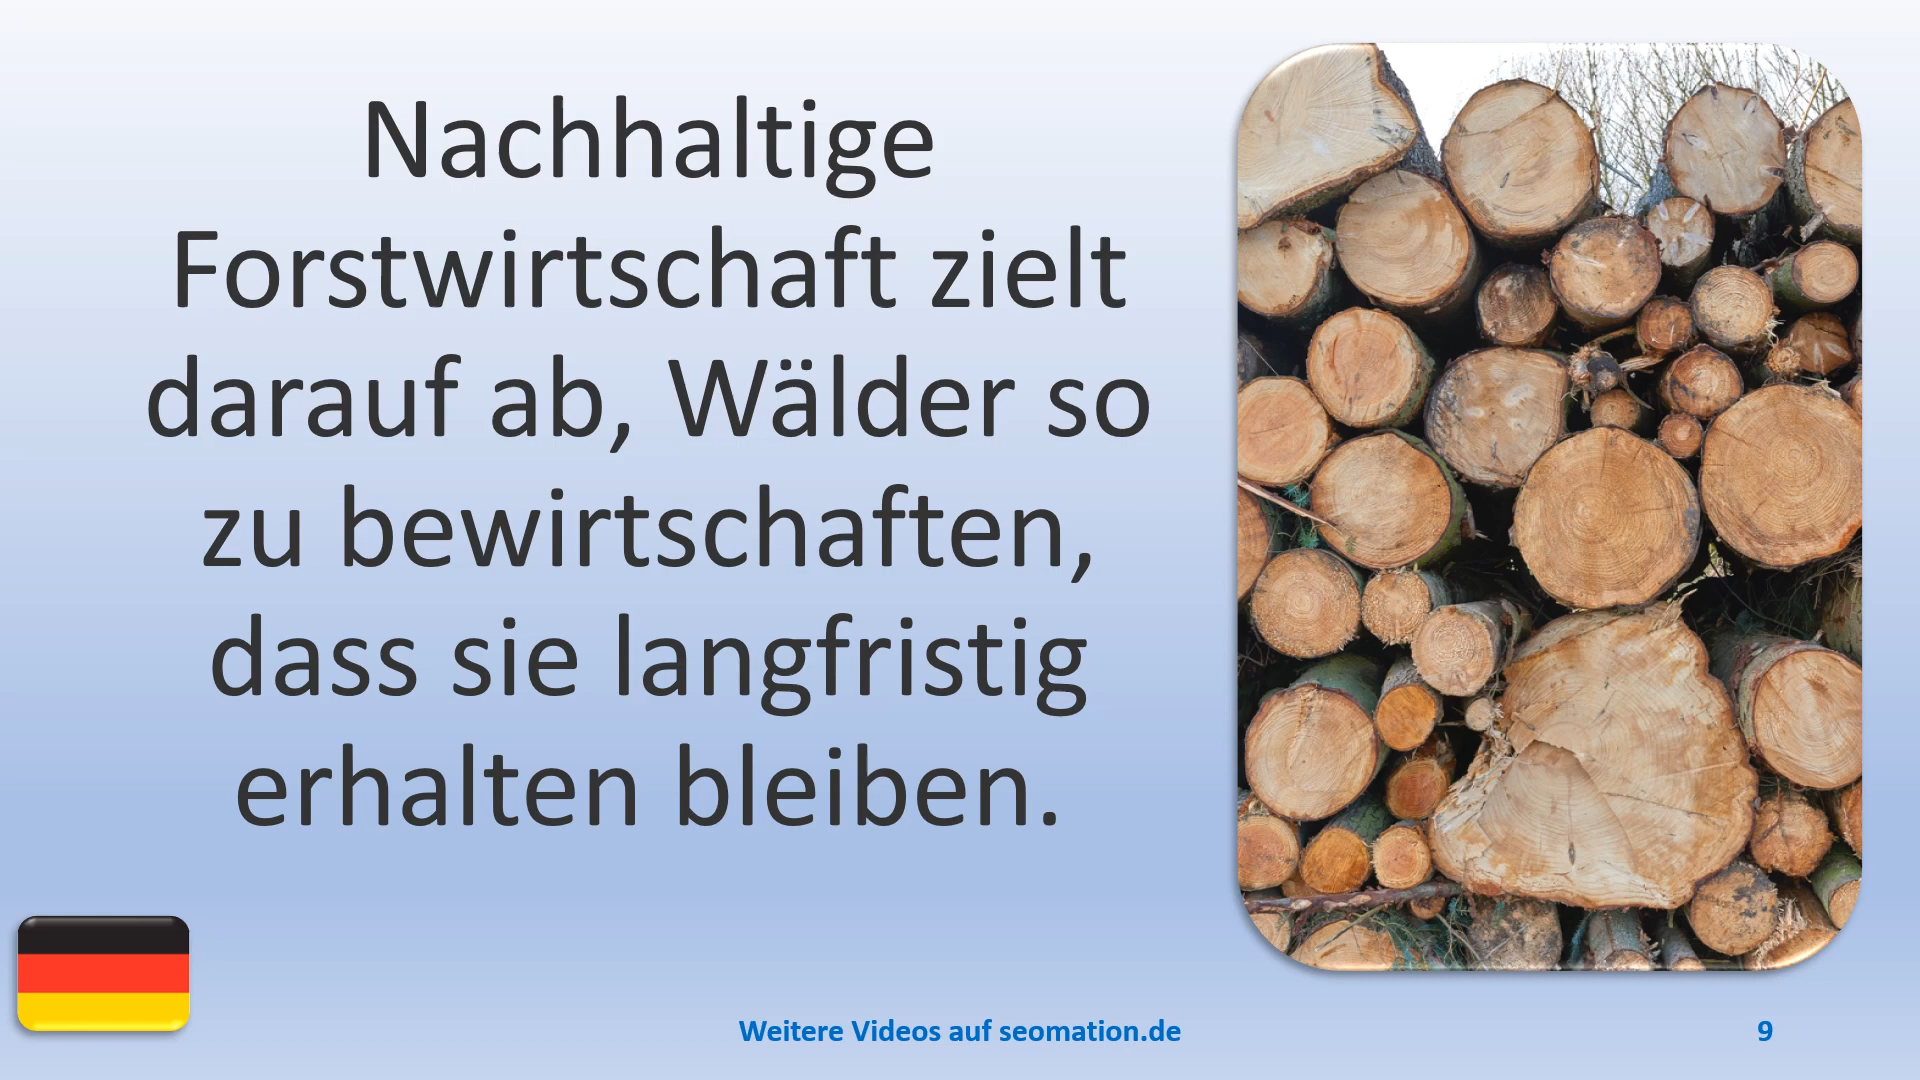 Nachhaltige
Forstwirtschaft zielt
darauf ab, Wälder so
zu bewirtschaften,
dass sie langfristig
erhalten bleiben.
Weitere Videos auf seomation.de
9